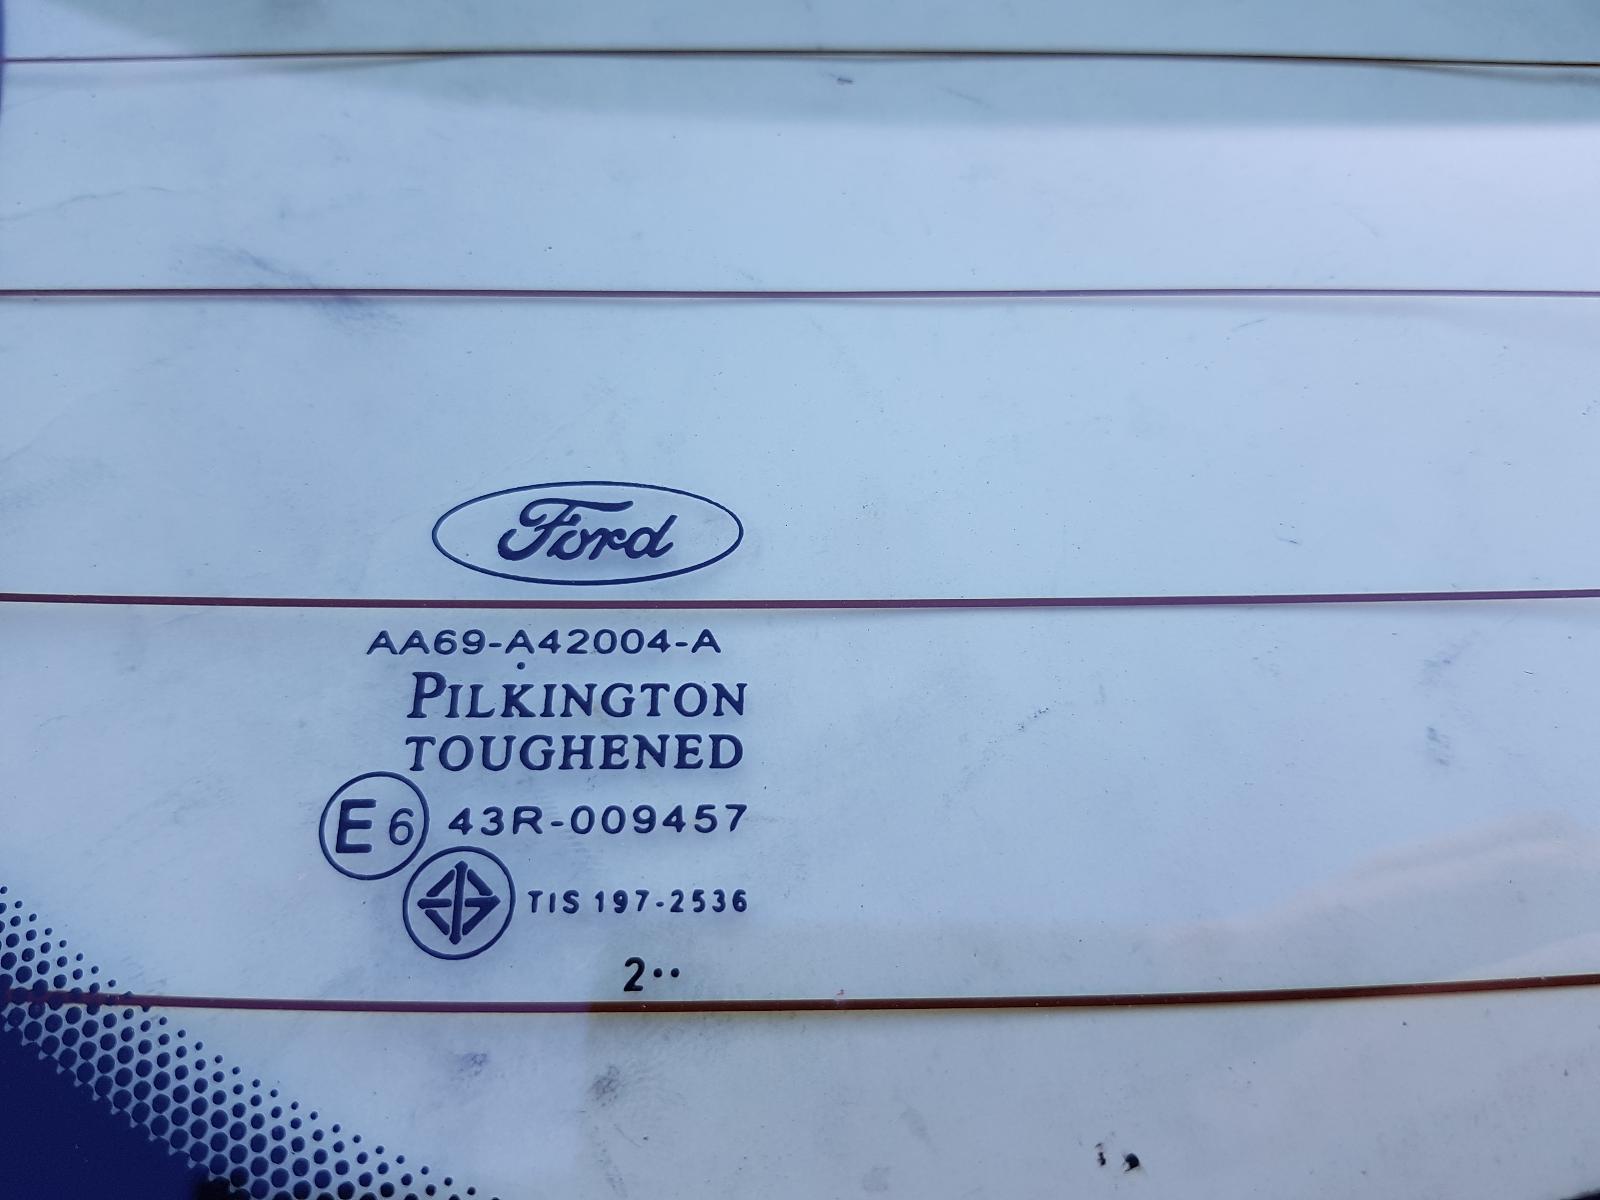 Ford
AA69-A42004-A
PILKINGTON
TOUGHENED
E6 43R-009457
TIS 197-2536
2··